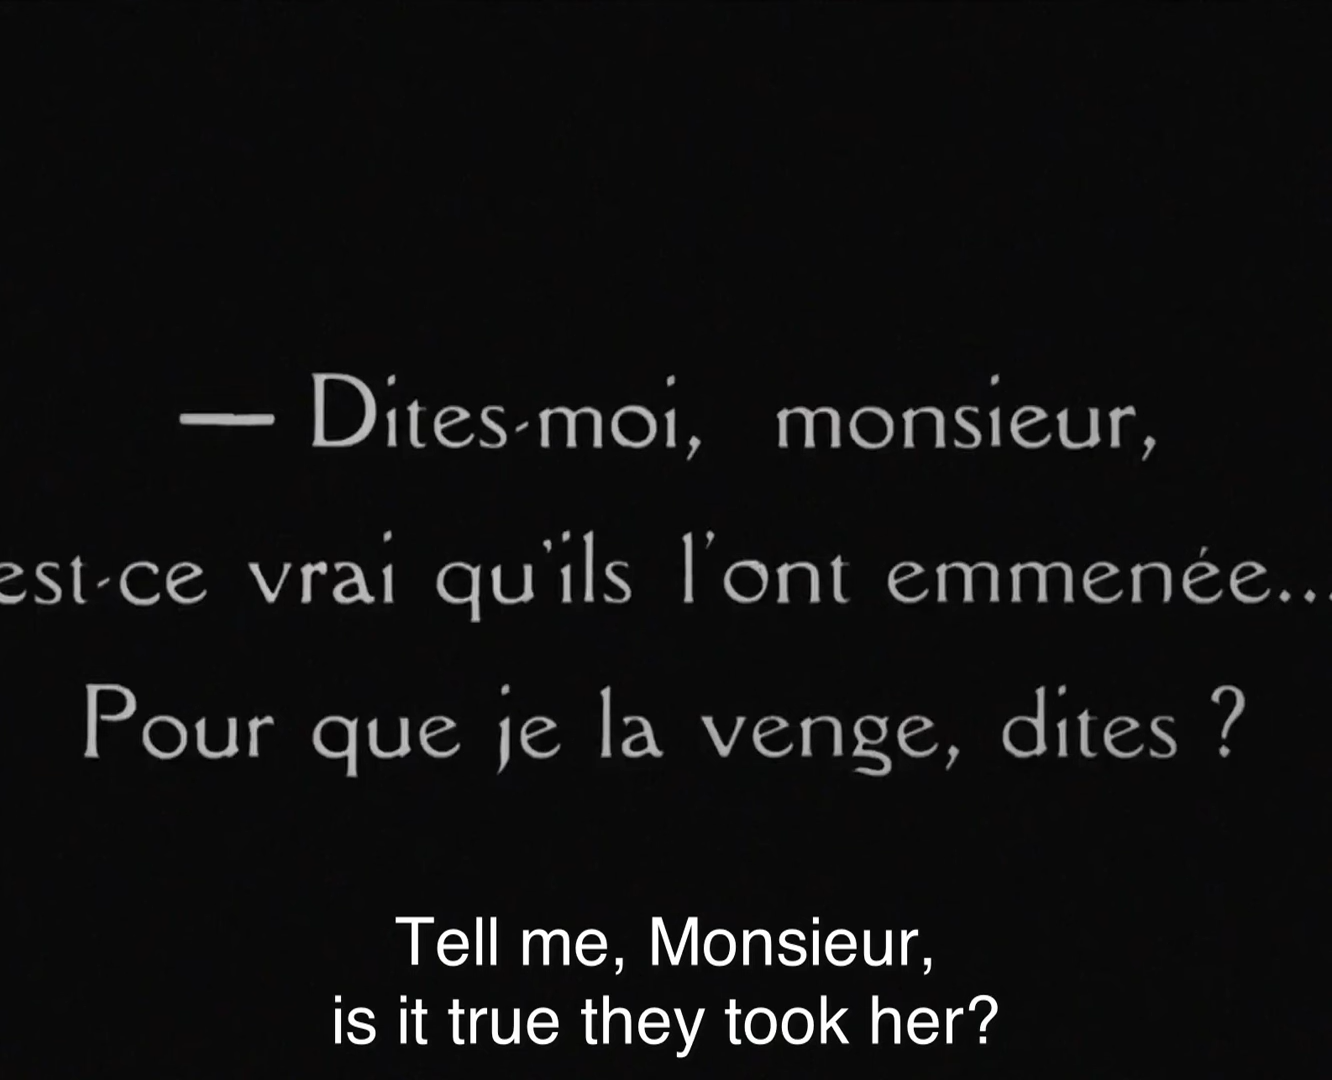 — Dites-moi, monsieur,
est-ce vrai qu'ils l'ont emmenée...
Pour que je la venge, dites ?
Tell me, Monsieur,
is it true they took her?